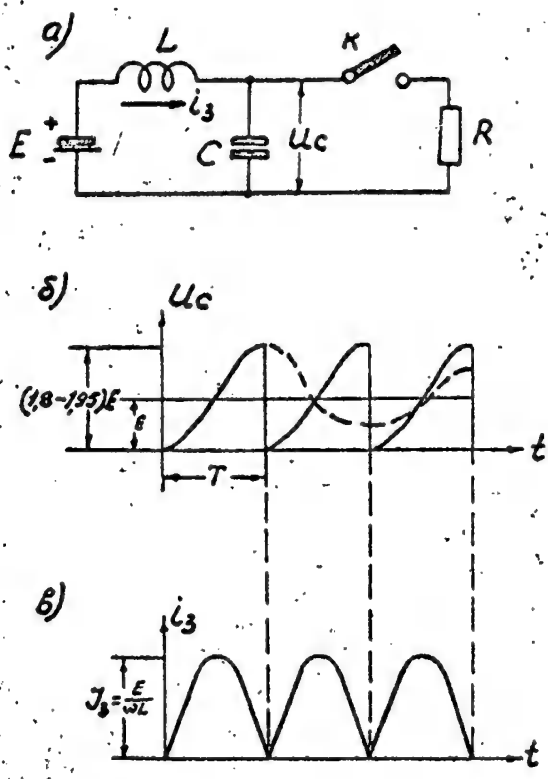 а)
L
K
+
i₃
E
-
C
Uc
R
б)
Uc
(1,8-1,95)E
E
t
T
в)
i₃
J₃ = E/ωL
t